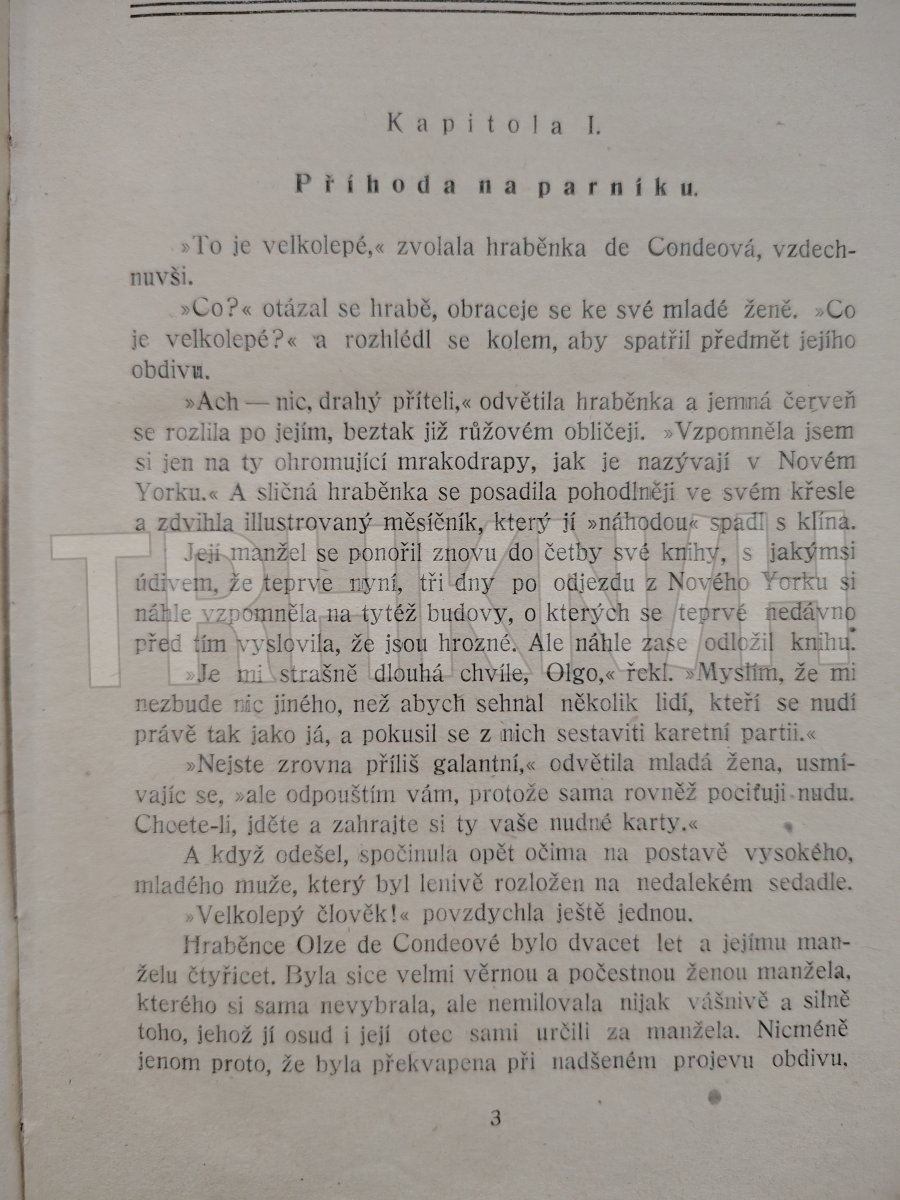 Kapitola I.
Příhoda na parníku.
»To je velkolepé,« zvolala hraběnka de Condeová, vzdech-
nuvši.
»Co?« otázal se hrabě, obraceje se ke své mladé ženě. »Co
je velkolepé?« a rozhlédl se kolem, aby spatřil předmět jejího
obdivu.
»Ach — nic, drahý příteli,« odvětila hraběnka a jemná červeň
se rozlila po jejím, beztak již růžovém obličeji. »Vzpomněla jsem
si jen na ty ohromující mrakodrapy, jak je nazývají v Novém
Yorku.« A sličná hraběnka se posadila pohodlněji ve svém křesle
a zdvihla illustrovaný měsíčník, který jí »náhodou« spadl s klína.
Její manžel se ponořil znovu do četby své knihy, s jakýmsi
údivem, že teprve nyní, tři dny po odjezdu z Nového Yorku si
náhle vzpomněla na tytéž budovy, o kterých se teprvé nedávno
před tím vyslovila, že jsou hrozné. Ale náhle zase odložil knihu.
»Je mi strašně dlouhá chvíle, Olgo,« řekl. »Myslím, že mi
nezbude nic jiného, než abych sehnal několik lidí, kteří se nudí
právě tak jako já, a pokusil se z nich sestaviti karetní partii.«
»Nejste zrovna příliš galantní,« odvětila mladá žena, usmí-
vajíc se, »ale odpouštím vám, protože sama rovněž pociťuji nudu.
Chcete-li, jděte a zahrajte si ty vaše nudné karty.«
A když odešel, spočinula opět očima na postavě vysokého,
mladého muže, který byl lenivě rozložen na nedalekém sedadle.
»Velkolepý člověk!« povzdychla ještě jednou.
Hraběnce Olze de Condeové bylo dvacet let a jejímu man-
želu čtyřicet. Byla sice velmi věrnou a počestnou ženou manžela,
kterého si sama nevybrala, ale nemilovala nijak vášnivě a silně
toho, jehož jí osud i její otec sami určili za manžela. Nicméně
jenom proto, že byla překvapena při nadšeném projevu obdivu,
3